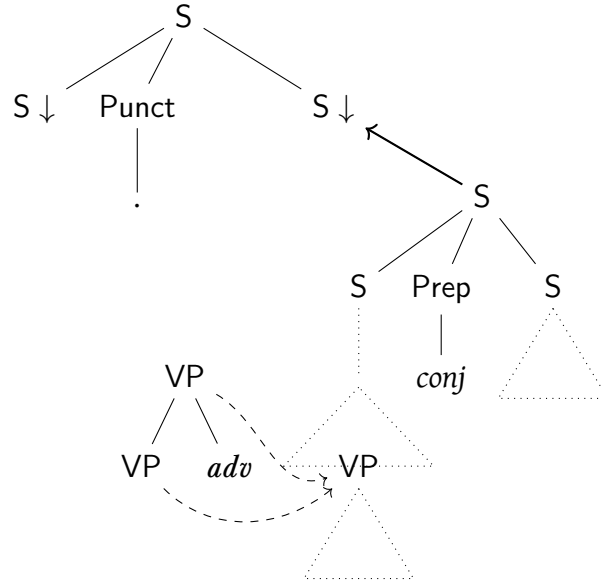 S
S ↓ Punct S ↓
.
S
S Prep S
conj
VP
VP adv VP